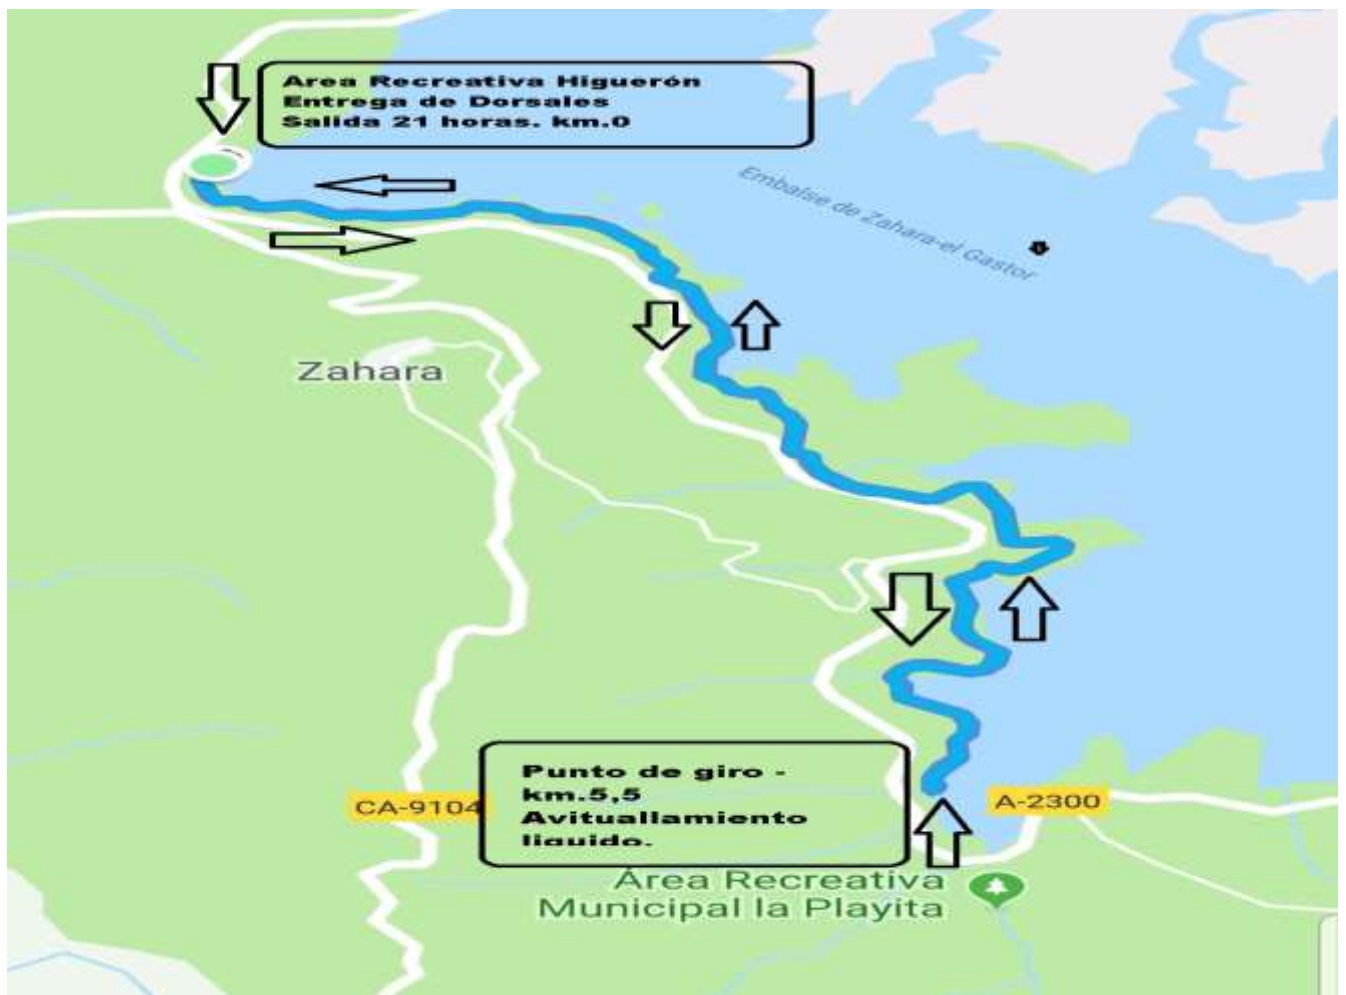 Area Recreativa Higuerón
Entrega de Dorsales
Salida 21 horas. km.0
Embalse de Zahara-el Gastor
Zahara
Punto de giro -
km.5,5
Avituallamiento
liquido.
CA-9104
A-2300
Área Recreativa
Municipal la Playita